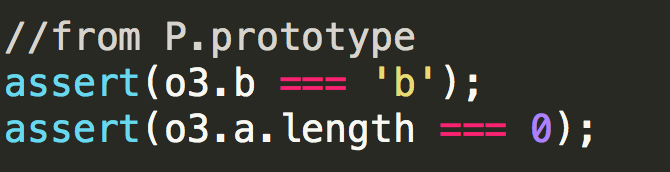 //from P.prototype
assert(o3.b === 'b');
assert(o3.a.length === 0);